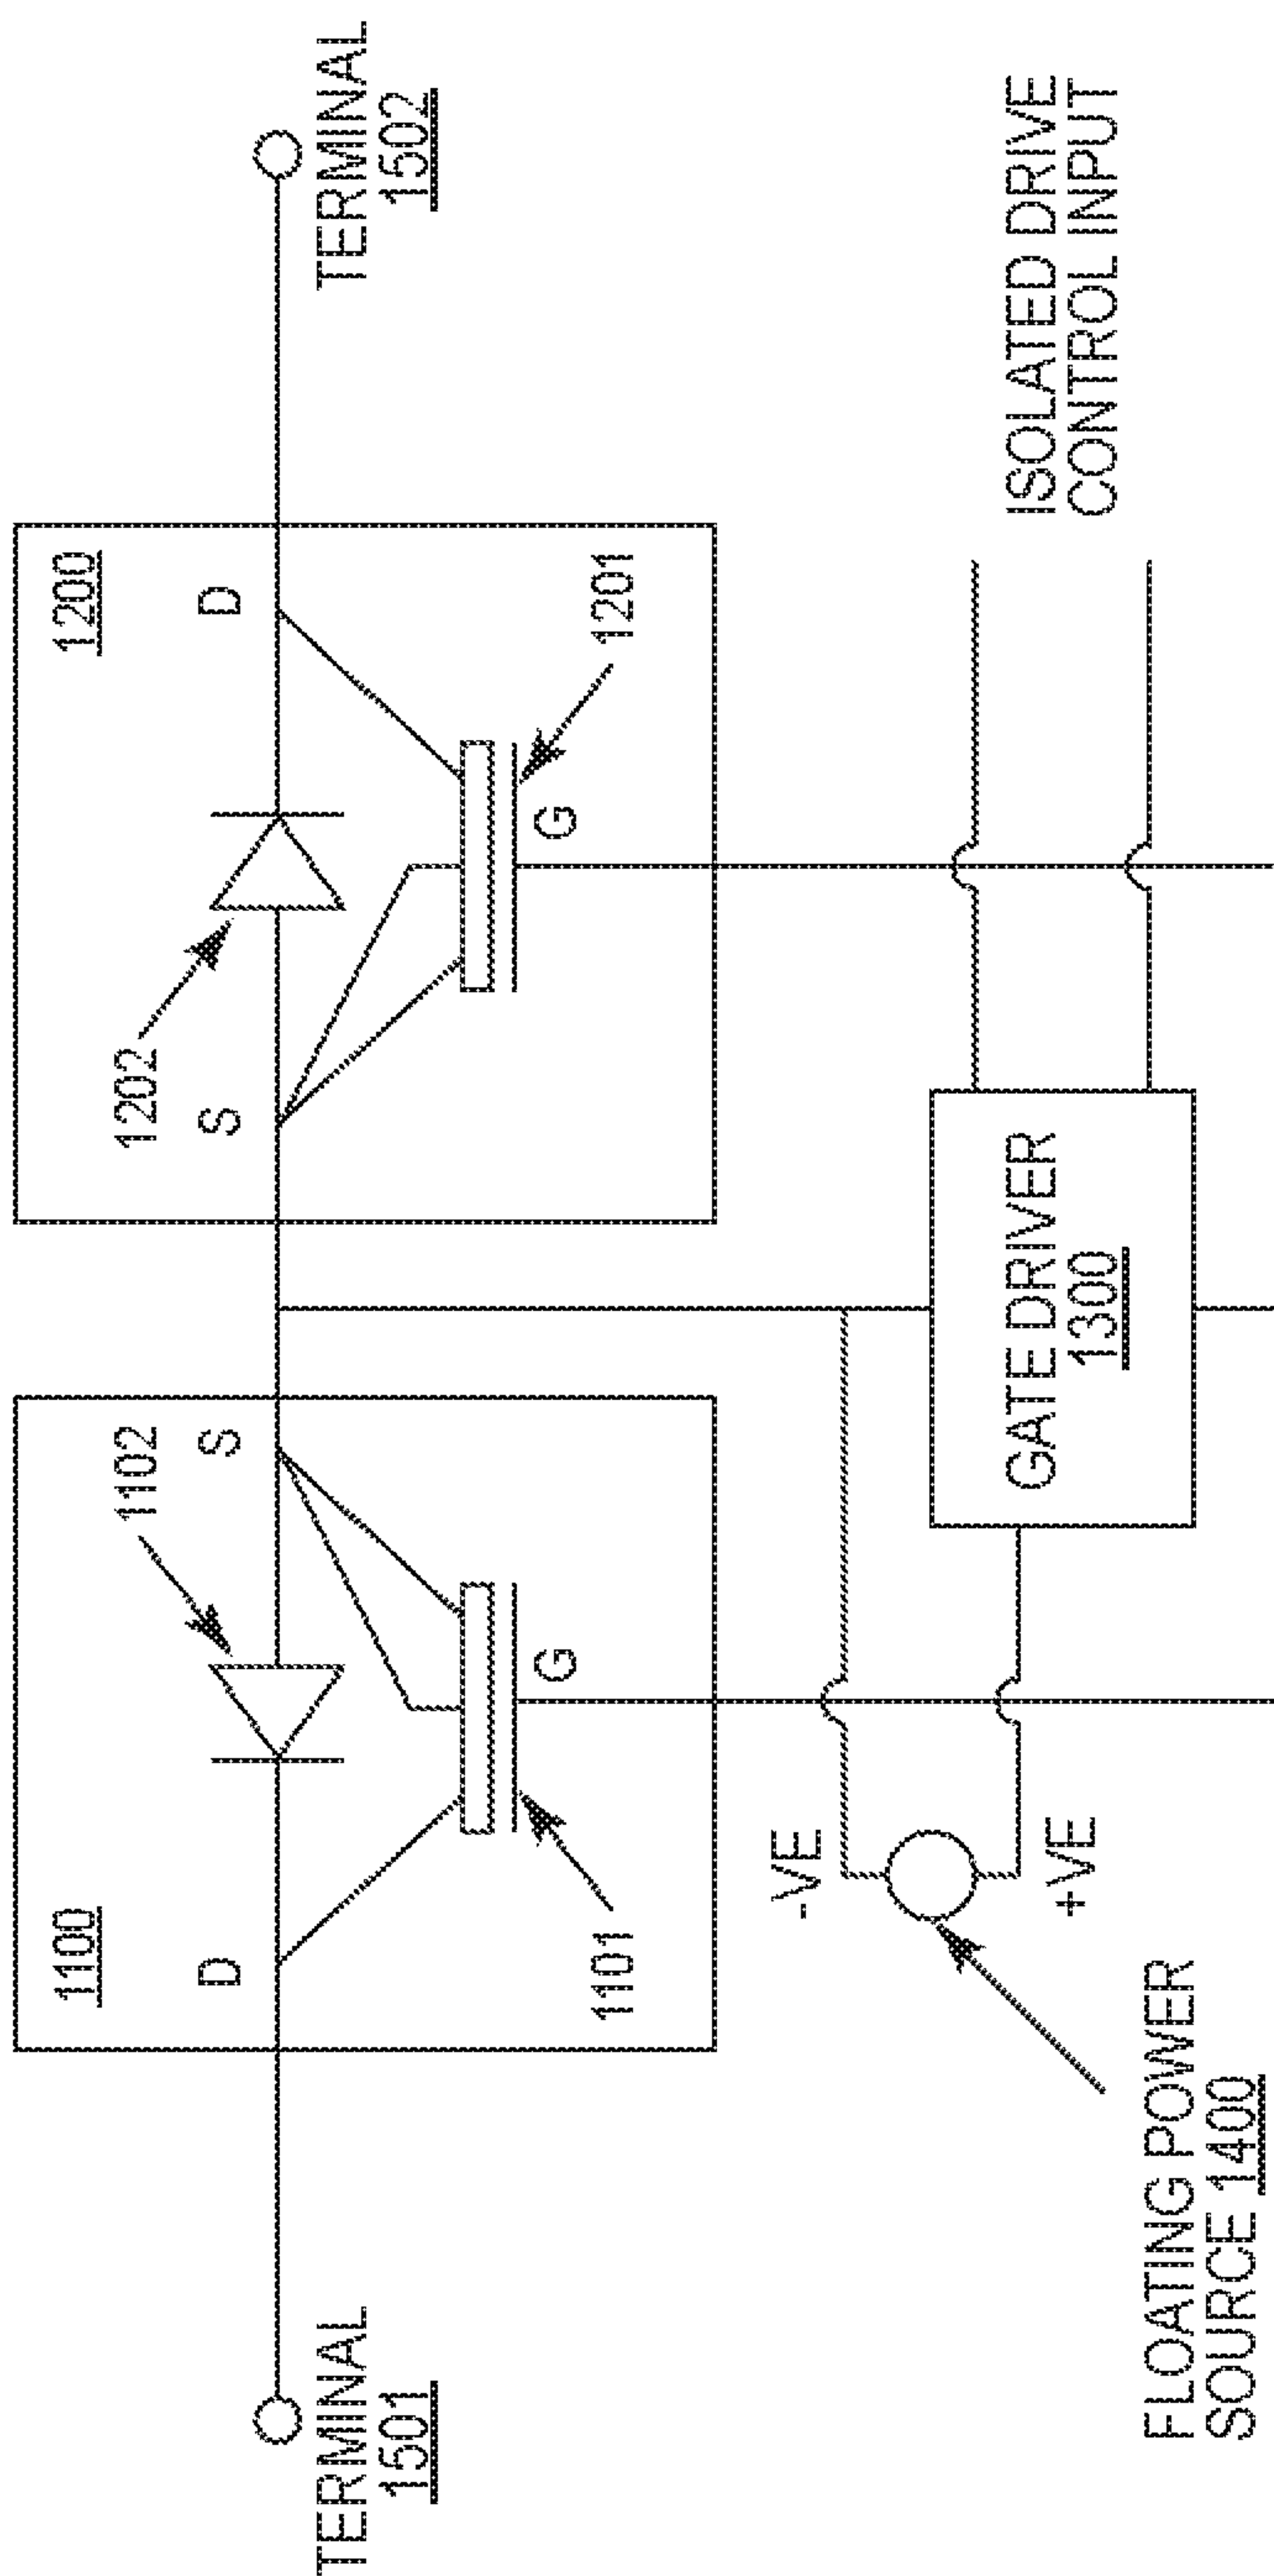 1100
1200
1102
1202
D
S
S
D
TERMINAL
1501
TERMINAL
1502
G
G
1101
1201
-VE
+VE
GATE DRIVER
1300
ISOLATED DRIVE
CONTROL INPUT
FLOATING POWER
SOURCE 1400